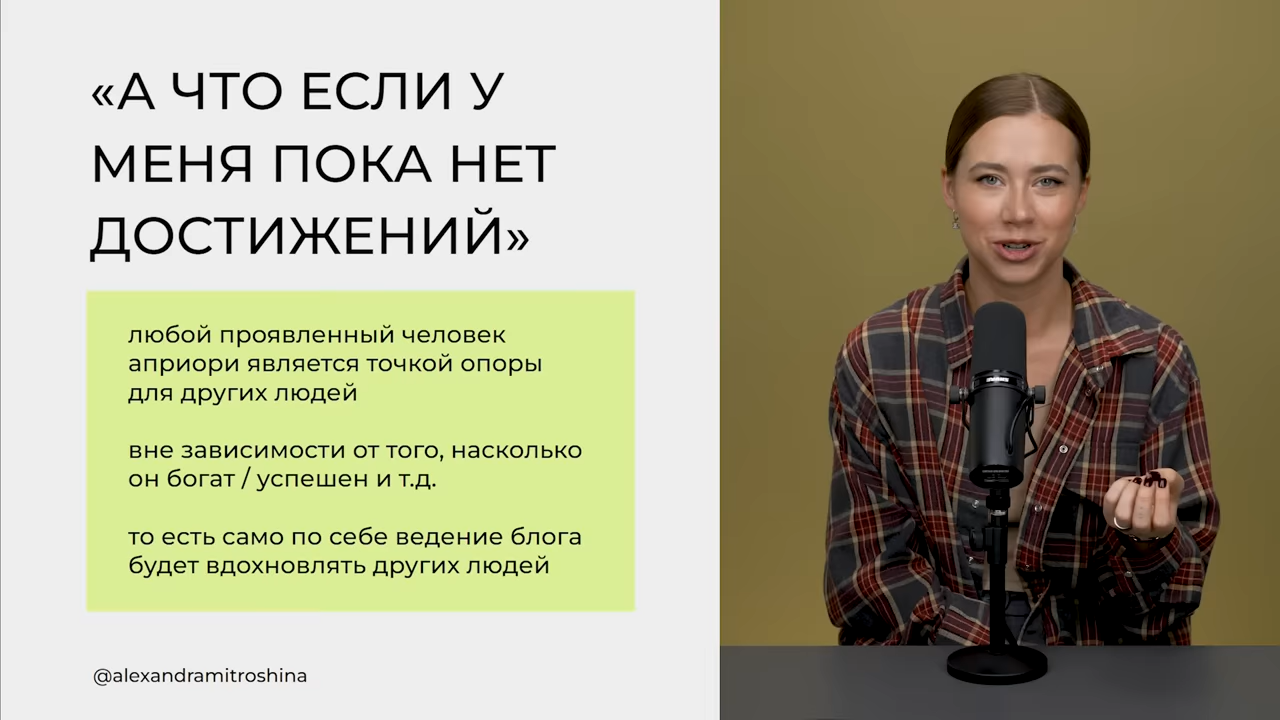 «А ЧТО ЕСЛИ У
МЕНЯ ПОКА НЕТ
ДОСТИЖЕНИЙ»
любой проявленный человек
априори является точкой опоры
для других людей
вне зависимости от того, насколько
он богат / успешен и т.д.
то есть само по себе ведение блога
будет вдохновлять других людей
@alexandramitroshina